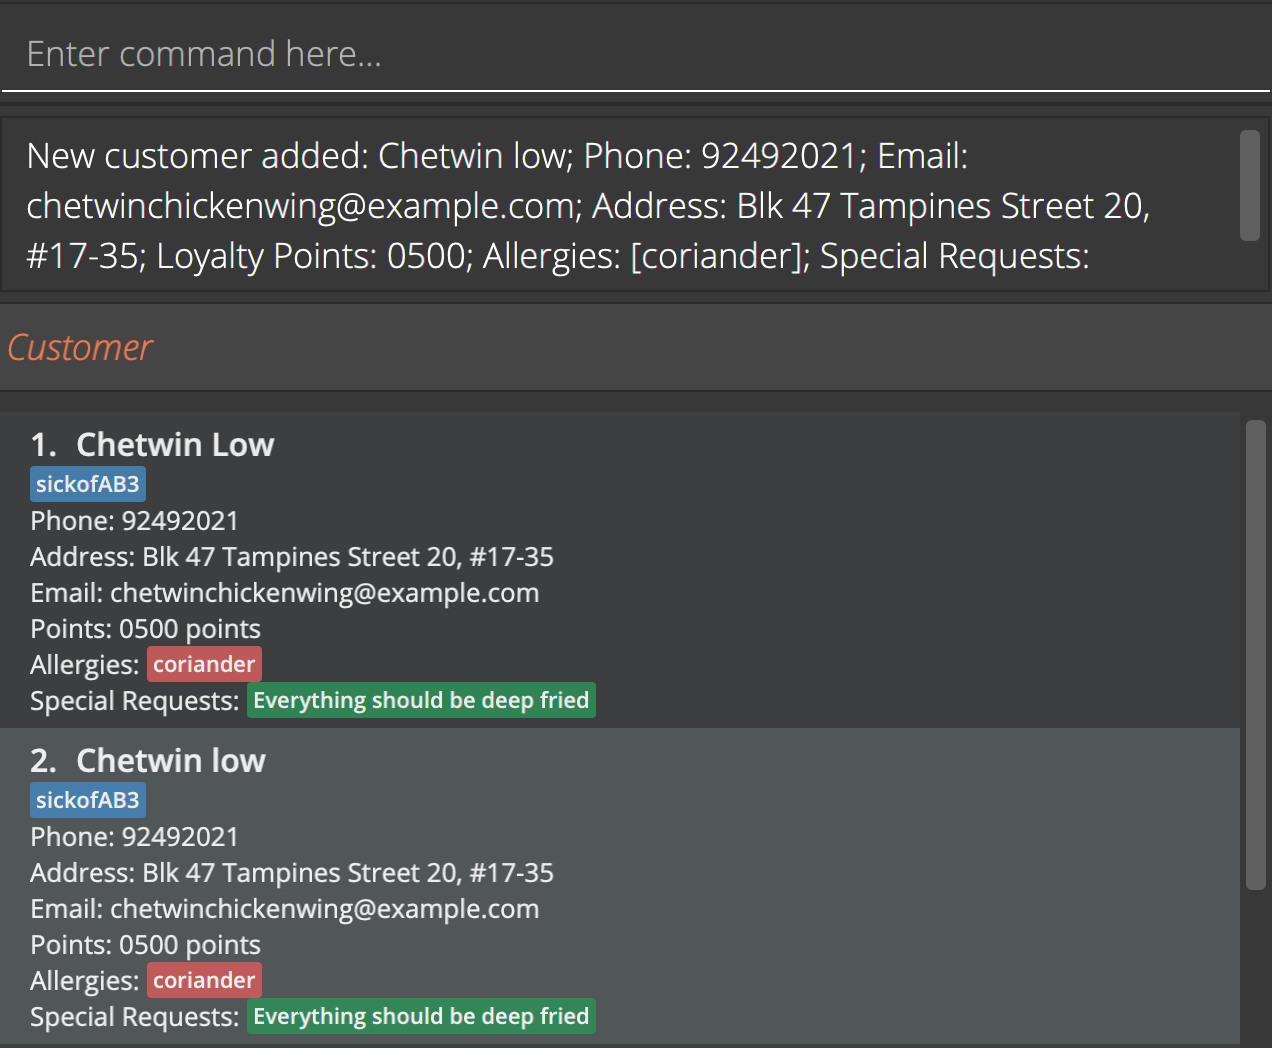 Enter command here...
New customer added: Chetwin low; Phone: 92492021; Email:
chetwinchickenwing@example.com; Address: Blk 47 Tampines Street 20,
#17-35; Loyalty Points: 0500; Allergies: [coriander]; Special Requests:
Customer
1. Chetwin Low
sickofAB3
Phone: 92492021
Address: Blk 47 Tampines Street 20, #17-35
Email: chetwinchickenwing@example.com
Points: 0500 points
Allergies: coriander
Special Requests: Everything should be deep fried
2. Chetwin low
sickofAB3
Phone: 92492021
Address: Blk 47 Tampines Street 20, #17-35
Email: chetwinchickenwing@example.com
Points: 0500 points
Allergies: coriander
Special Requests: Everything should be deep fried